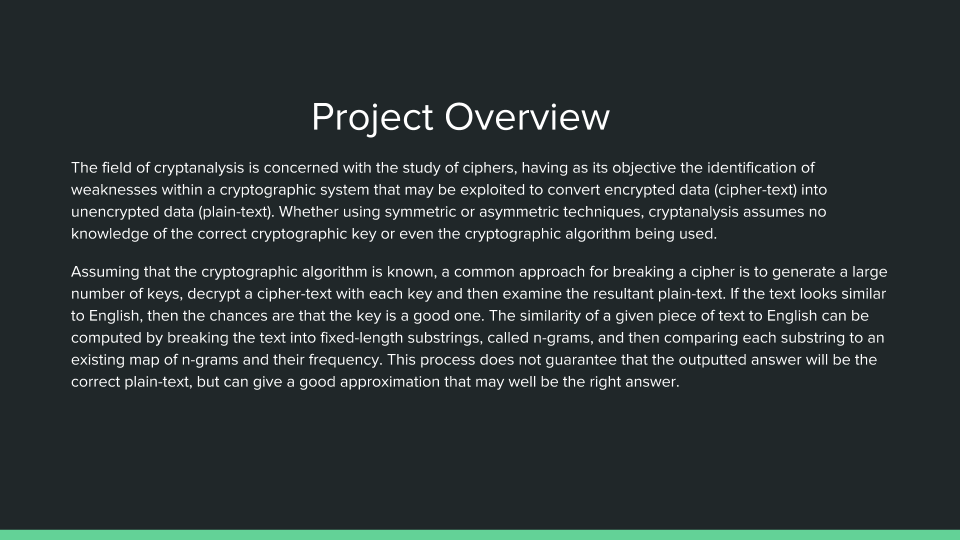 Project Overview
The field of cryptanalysis is concerned with the study of ciphers, having as its objective the identification of
weaknesses within a cryptographic system that may be exploited to convert encrypted data (cipher-text) into
unencrypted data (plain-text). Whether using symmetric or asymmetric techniques, cryptanalysis assumes no
knowledge of the correct cryptographic key or even the cryptographic algorithm being used.
Assuming that the cryptographic algorithm is known, a common approach for breaking a cipher is to generate a large
number of keys, decrypt a cipher-text with each key and then examine the resultant plain-text. If the text looks similar
to English, then the chances are that the key is a good one. The similarity of a given piece of text to English can be
computed by breaking the text into fixed-length substrings, called n-grams, and then comparing each substring to an
existing map of n-grams and their frequency. This process does not guarantee that the outputted answer will be the
correct plain-text, but can give a good approximation that may well be the right answer.